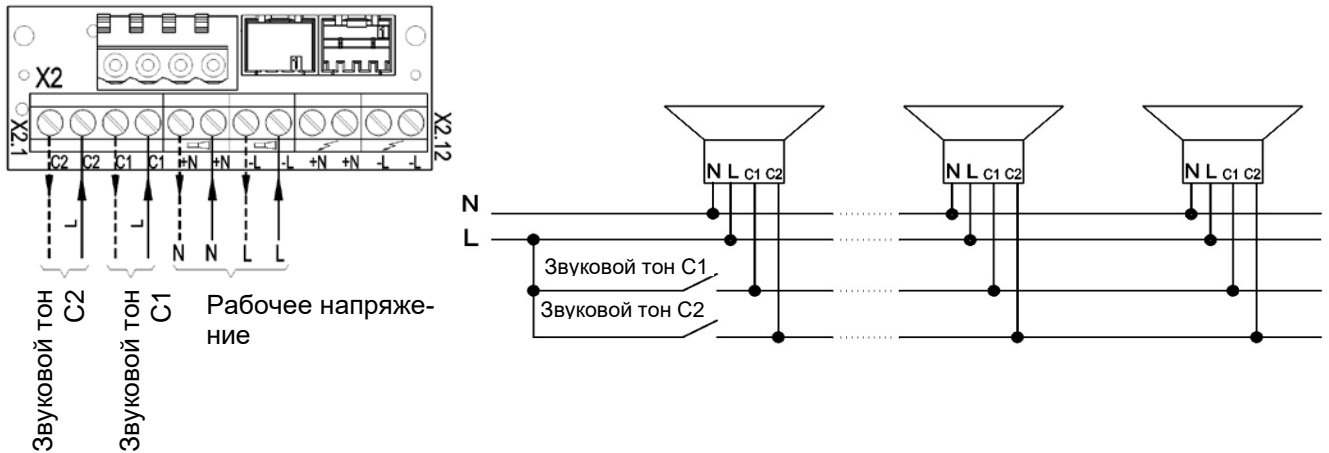 X2
X2.1
X2.12
C2 C2 C1 C1 +N +N -L -L +N +N -L -L
L L N N L L
Звуковой тон
C2
Звуковой тон
C1
Рабочее напряже-
ние
N L C1 C2
N L C1 C2
N L C1 C2
N
L
Звуковой тон C1
Звуковой тон C2